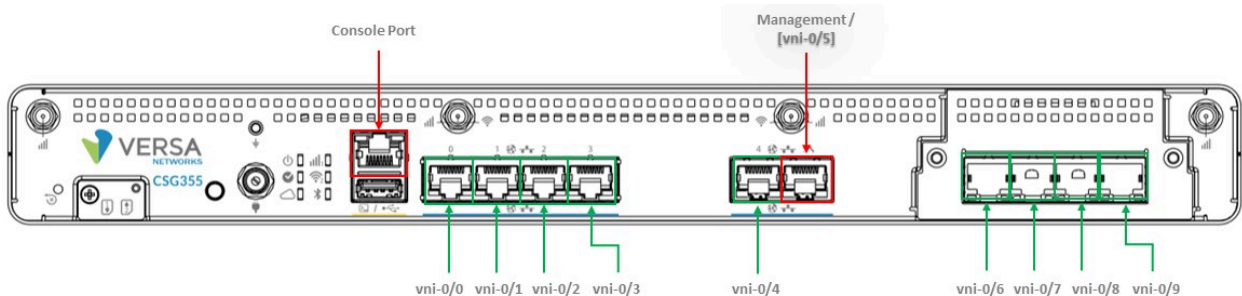 Console Port
Management /
[vni-0/5]
VERSA
NETWORKS
CSG355
0 1 2 3
4
vni-0/0 vni-0/1 vni-0/2 vni-0/3 vni-0/4 vni-0/6 vni-0/7 vni-0/8 vni-0/9